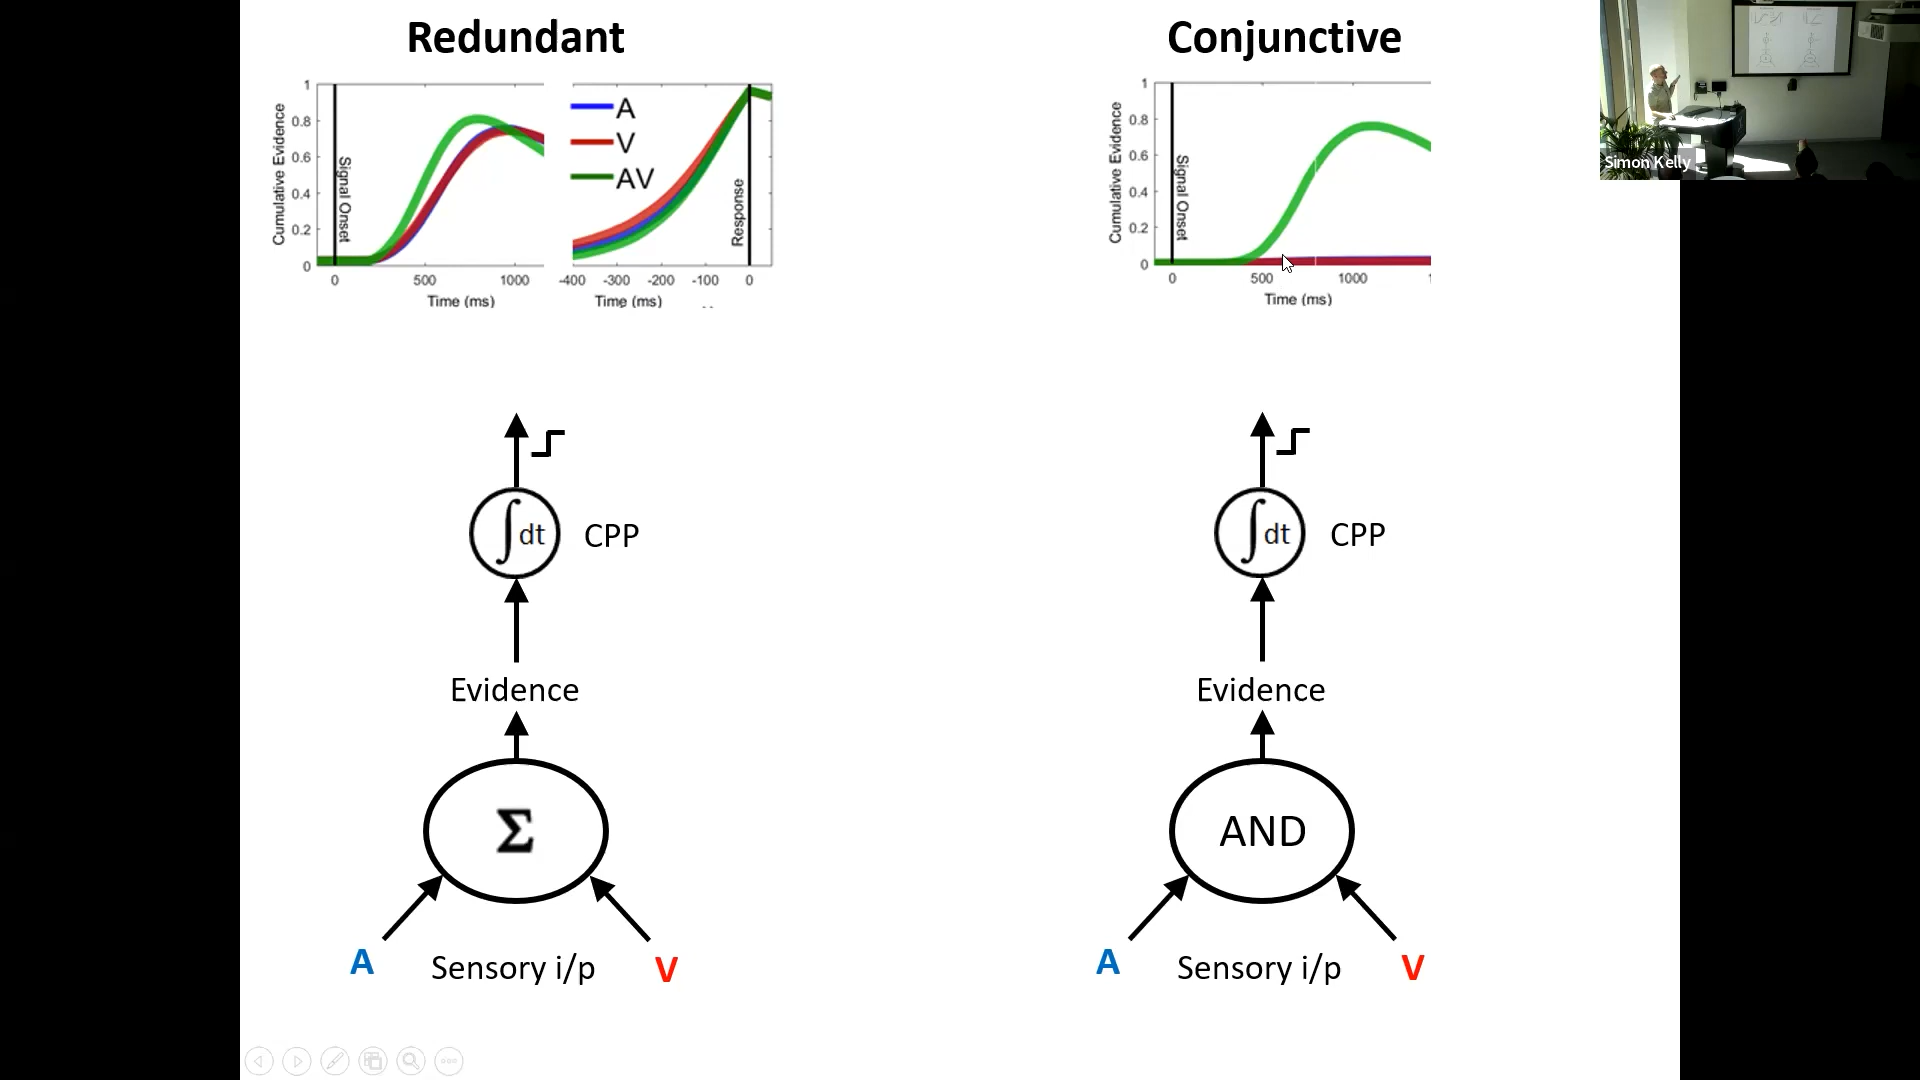 Redundant
Conjunctive
Cumulative Evidence
1
0.8
0.6
0.4
0.2
0
Signal Onset
0
500
1000
Time (ms)
A
V
AV
Response
-400
-300
-200
-100
0
Time (ms)
Cumulative Evidence
1
0.8
0.6
0.4
0.2
0
Signal Onset
0
500
1000
1
Time (ms)
Simon Kelly
∫dt
CPP
Evidence
Σ
A
Sensory i/p
V
∫dt
CPP
Evidence
AND
A
Sensory i/p
V